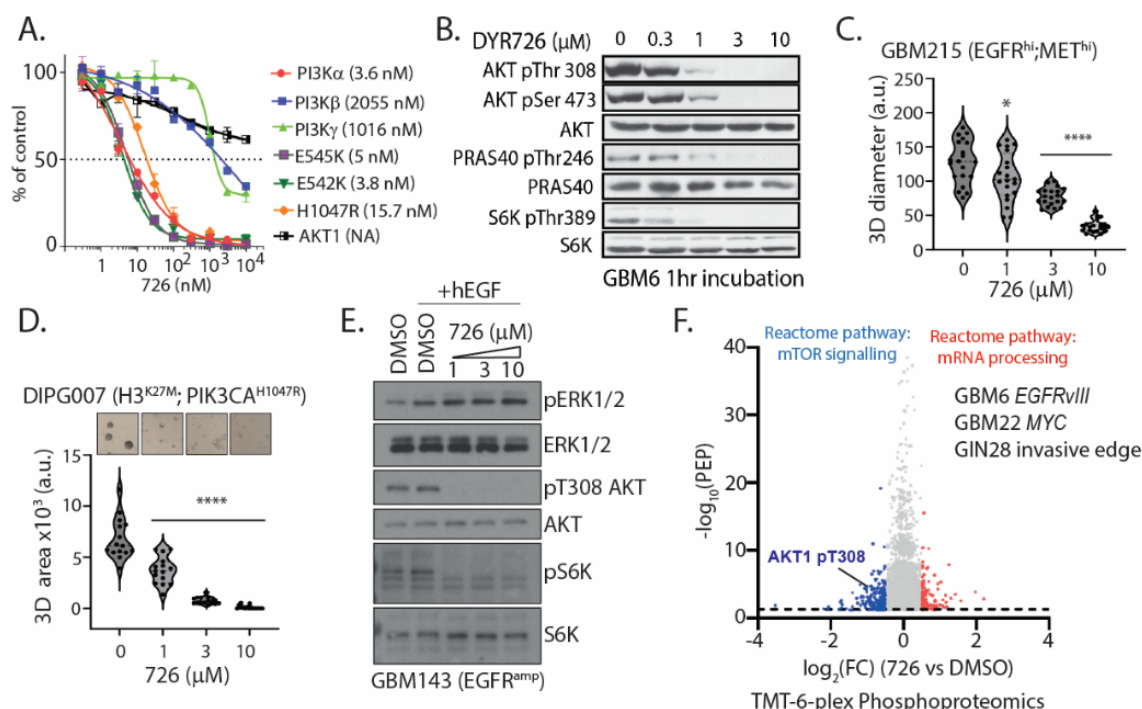 A.
100
50
0
% of control
1
10
10²
10³
10⁴
726 (nM)
PI3Kα (3.6 nM)
PI3Kβ (2055 nM)
PI3Kγ (1016 nM)
E545K (5 nM)
E542K (3.8 nM)
H1047R (15.7 nM)
AKT1 (NA)
B.
DYR726 (μM) 0 0.3 1 3 10
AKT pThr 308
AKT pSer 473
AKT
PRAS40 pThr246
PRAS40
S6K pThr389
S6K
GBM6 1hr incubation
C.
GBM215 (EGFRʰⁱ;METʰⁱ)
3D diameter (a.u.)
200
150
100
50
0
*
****
0 1 3 10
726 (μM)
D.
DIPG007 (H3ᴷ²⁷ᴹ; PIK3CAᴴ¹⁰⁴⁷ᴿ)
3D area x10³ (a.u.)
15
10
5
0
****
0 1 3 10
726 (μM)
E.
+hEGF
DMSO
DMSO
726 (μM)
1 3 10
pERK1/2
ERK1/2
pT308 AKT
AKT
pS6K
S6K
GBM143 (EGFRᵃᵐᵖ)
F.
Reactome pathway:
mTOR signalling
Reactome pathway:
mRNA processing
GBM6 EGFRvIII
GBM22 MYC
GIN28 invasive edge
AKT1 pT308
-log₁₀(PEP)
40
30
20
10
0
-4 -2 0 2 4
log₂(FC) (726 vs DMSO)
TMT-6-plex Phosphoproteomics